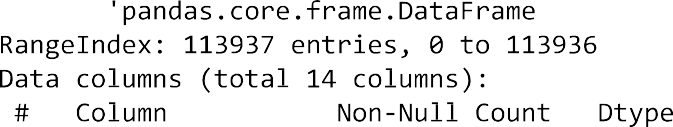 'pandas.core.frame.DataFrame
RangeIndex: 113937 entries, 0 to 113936
Data columns (total 14 columns):
#   Column   Non-Null Count   Dtype